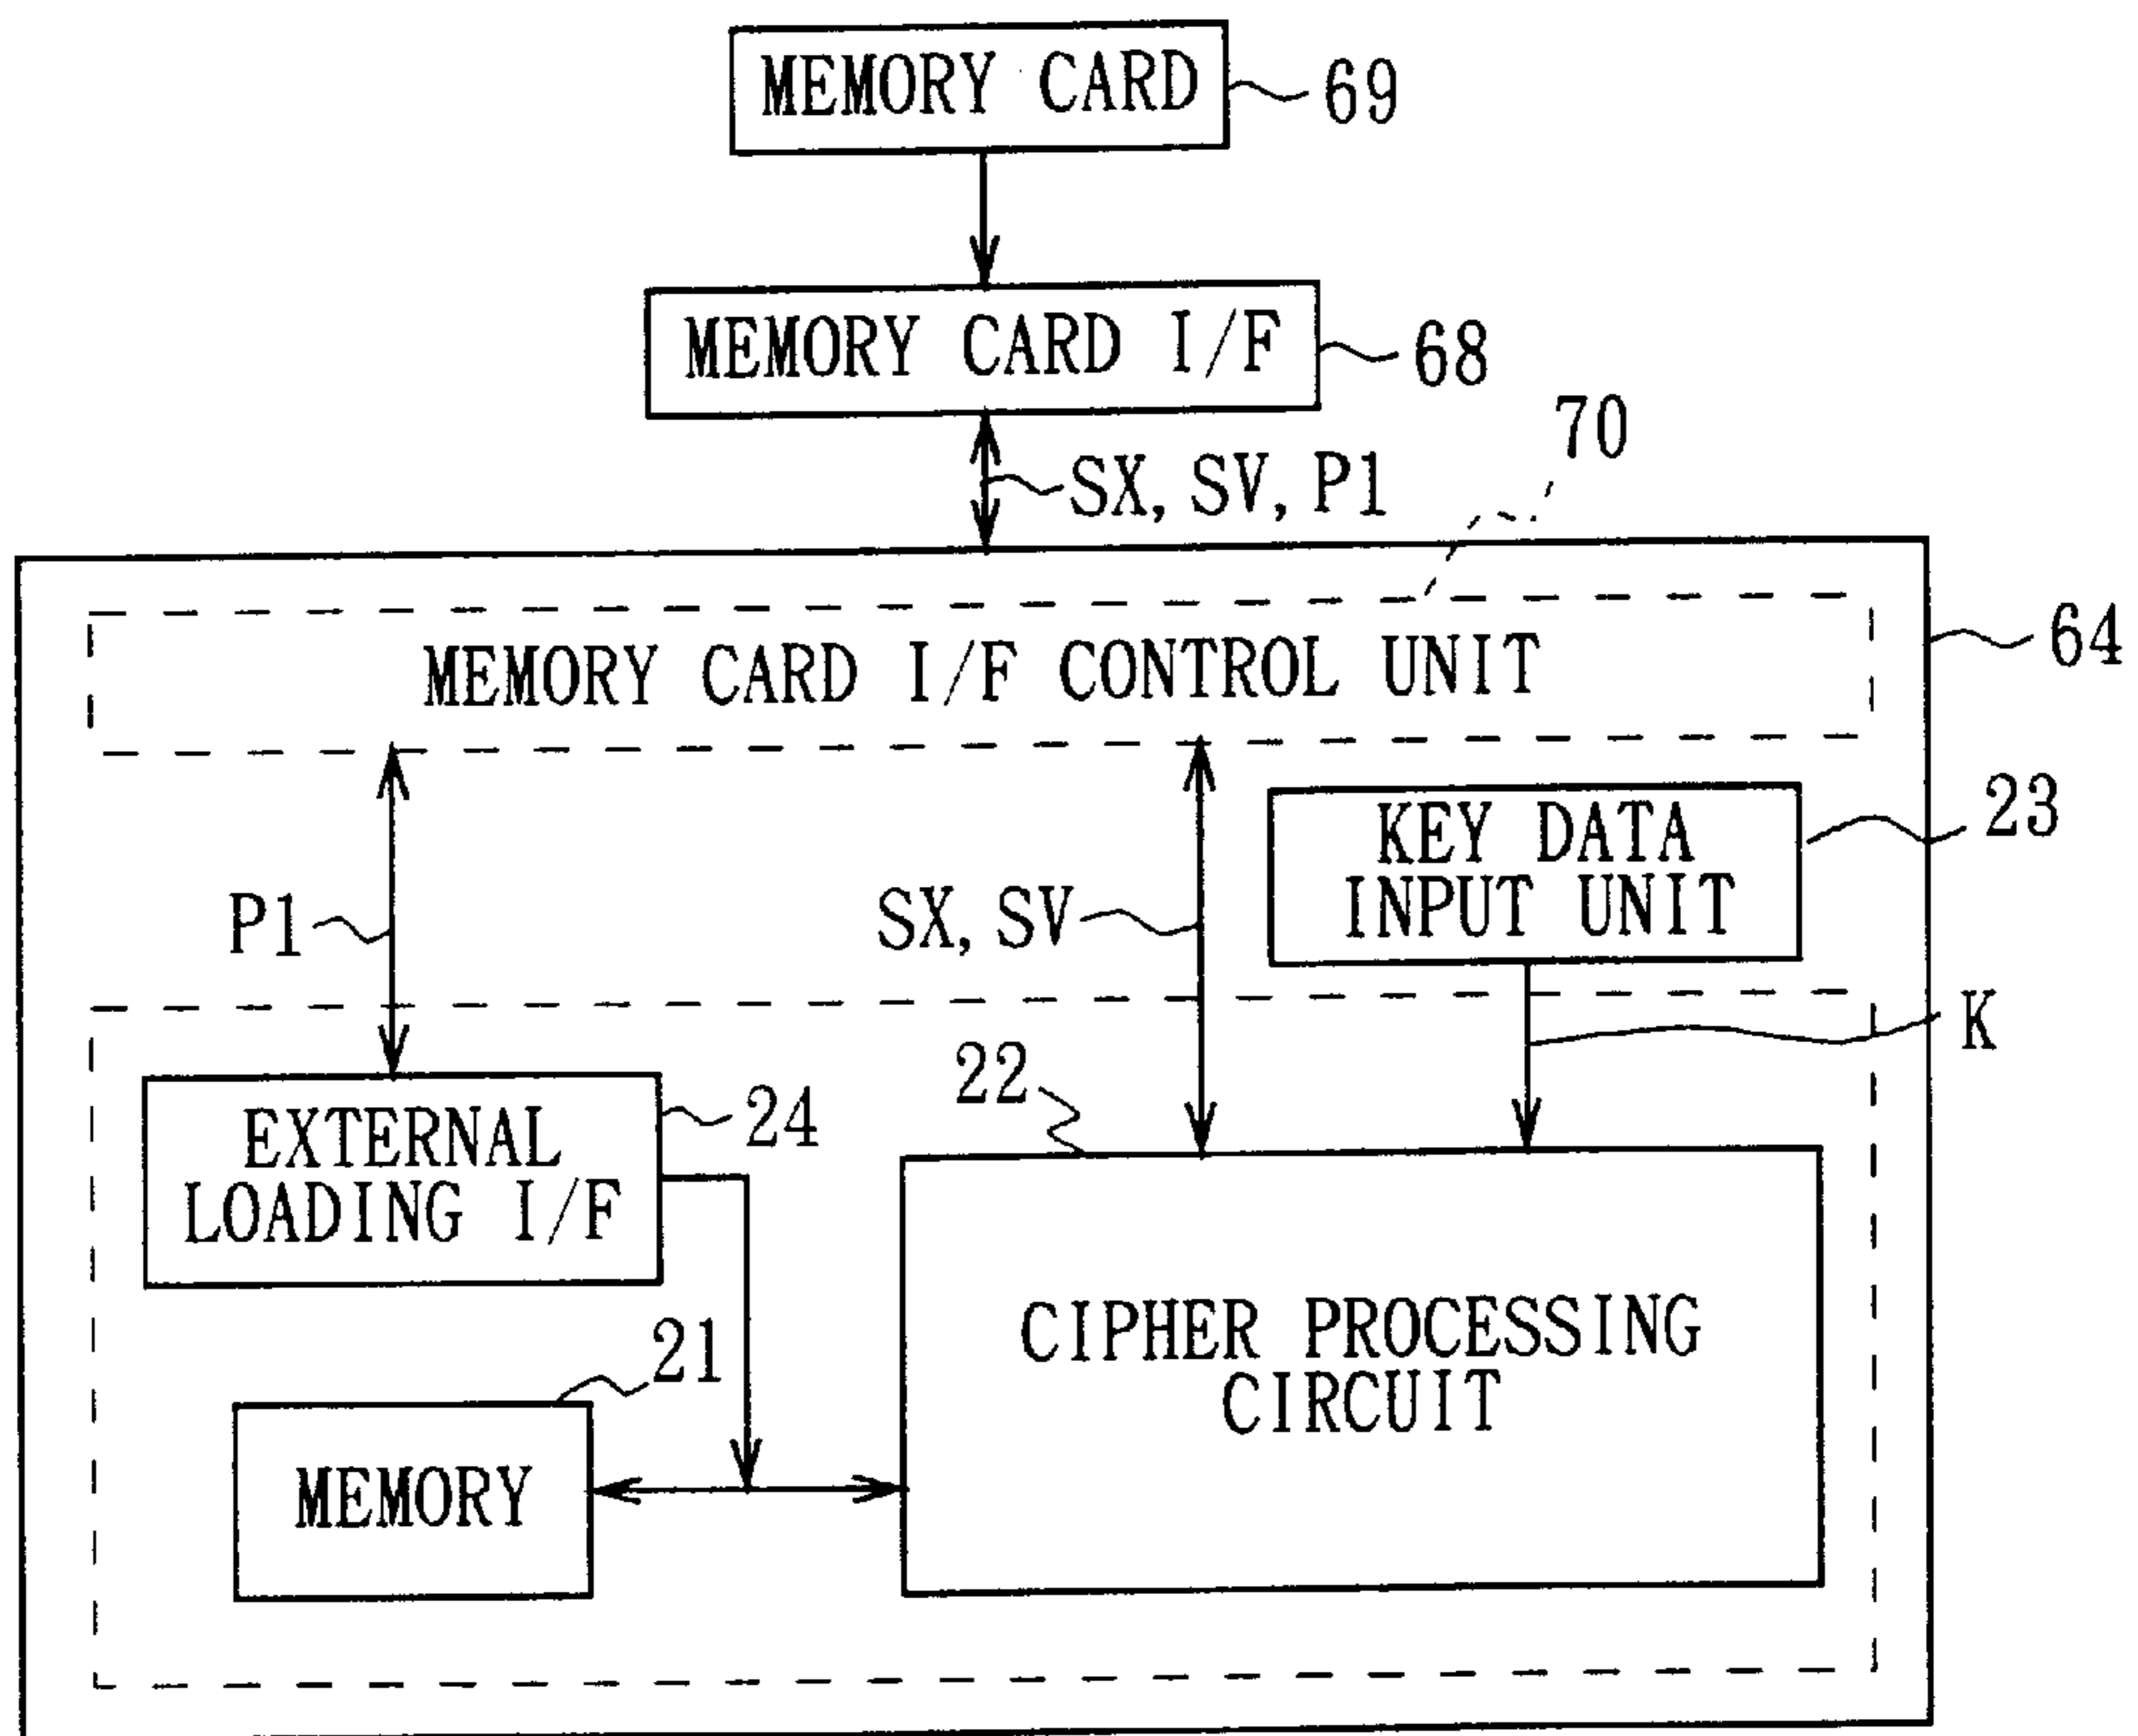 MEMORY CARD
69
MEMORY CARD I/F
68
70
SX, SV, P1
MEMORY CARD I/F CONTROL UNIT
64
KEY DATA
INPUT UNIT
23
P1
SX, SV
K
22
EXTERNAL
LOADING I/F
24
CIPHER PROCESSING
CIRCUIT
21
MEMORY